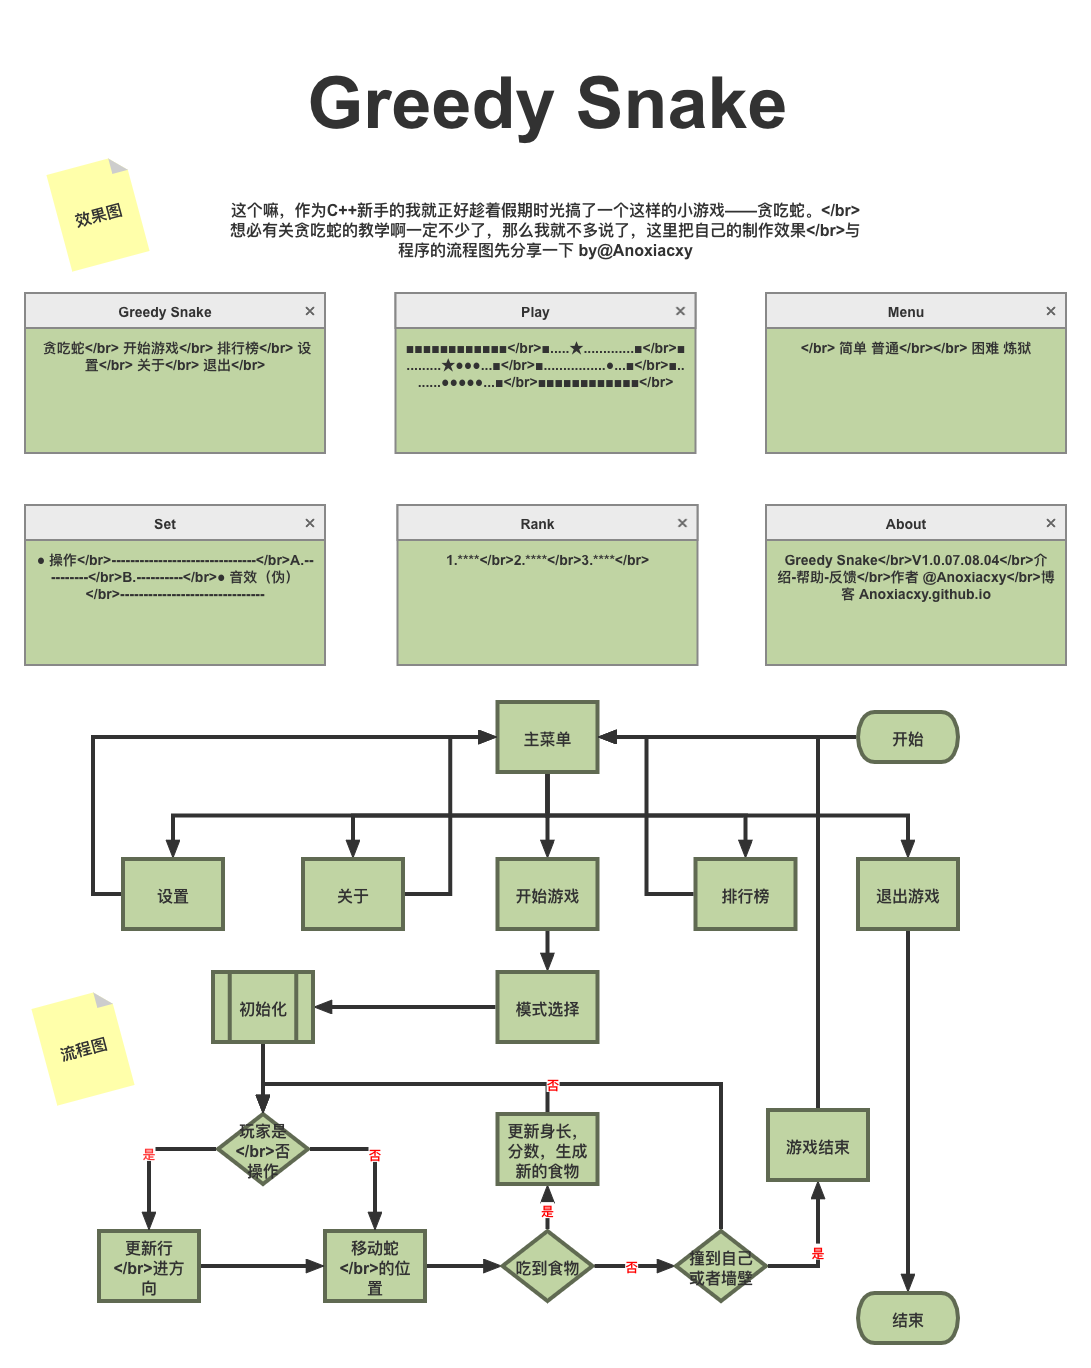 Greedy Snake
效果图
这个嘛，作为C++新手的我就正好趁着假期时光搞了一个这样的小游戏——贪吃蛇。</br>
想必有关贪吃蛇的教学啊一定不少了，那么我就不多说了，这里把自己的制作效果</br>与
程序的流程图先分享一下 by@Anoxiacxy
Greedy Snake ×
贪吃蛇</br> 开始游戏</br> 排行榜</br> 设
置</br> 关于</br> 退出</br>
Play ×
■■■■■■■■■■■■</br>■.....★.............■</br>■
.........★●●●...■</br>■................●...■</br>■..
......●●●●●...■</br>■■■■■■■■■■■■</br>
Menu ×
</br> 简单 普通</br></br> 困难 炼狱
Set ×
● 操作</br>-------------------------------</br>A.--
--------</br>B.----------</br>● 音效（伪）
</br>-------------------------------
Rank ×
1.****</br>2.****</br>3.****</br>
About ×
Greedy Snake</br>V1.0.07.08.04</br>介
绍-帮助-反馈</br>作者 @Anoxiacxy</br>博
客 Anoxiacxy.github.io
主菜单
开始
设置
关于
开始游戏
排行榜
退出游戏
初始化
模式选择
流程图
否
玩家是
</br>否
操作
更新身长，
分数，生成
新的食物
游戏结束
是
否
是
否
是
更新行
</br>进方
向
移动蛇
</br>的位
置
吃到食物
撞到自己
或者墙壁
结束